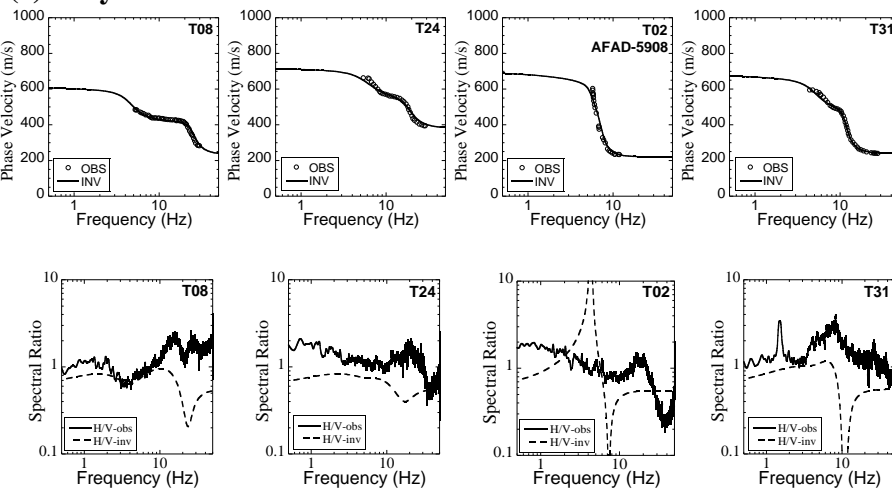 T08
1000
800
600
400
200
0
Phase Velocity (m/s)
OBS
INV
1
10
Frequency (Hz)
T24
1000
800
600
400
200
0
Phase Velocity (m/s)
OBS
INV
1
10
Frequency (Hz)
T02
AFAD-5908
1000
800
600
400
200
0
Phase Velocity (m/s)
OBS
INV
1
10
Frequency (Hz)
T31
1000
800
600
400
200
0
Phase Velocity (m/s)
OBS
INV
1
10
Frequency (Hz)
T08
10
1
0.1
Spectral Ratio
H/V-obs
H/V-inv
1
10
Frequency (Hz)
T24
10
1
0.1
Spectral Ratio
H/V-obs
H/V-inv
1
10
Frequency (Hz)
T02
10
1
0.1
Spectral Ratio
H/V-obs
H/V-inv
1
10
Frequency (Hz)
T31
10
1
0.1
Spectral Ratio
H/V-obs
H/V-inv
1
10
Frequency (Hz)